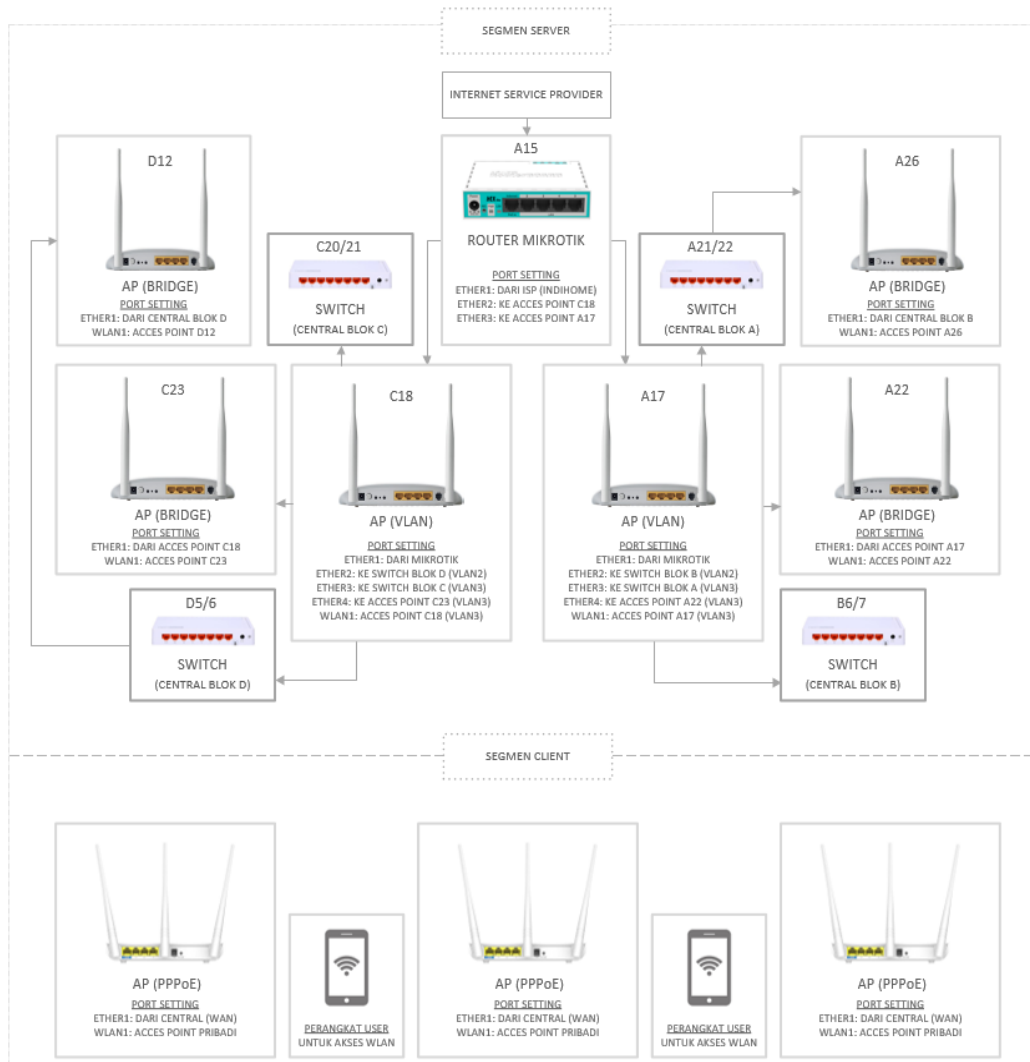 SEGMEN SERVER
INTERNET SERVICE PROVIDER
D12
AP (BRIDGE)
PORT SETTING
ETHER1: DARI CENTRAL BLOK D
WLAN1: ACCES POINT D12
C20/21
SWITCH
(CENTRAL BLOK C)
A15
ROUTER MIKROTIK
PORT SETTING
ETHER1: DARI ISP (INDIHOME)
ETHER2: KE ACCES POINT C18
ETHER3: KE ACCES POINT A17
A21/22
SWITCH
(CENTRAL BLOK A)
A26
AP (BRIDGE)
PORT SETTING
ETHER1: DARI CENTRAL BLOK B
WLAN1: ACCES POINT A26
C23
AP (BRIDGE)
PORT SETTING
ETHER1: DARI ACCES POINT C18
WLAN1: ACCES POINT C23
C18
AP (VLAN)
PORT SETTING
ETHER1: DARI MIKROTIK
ETHER2: KE SWITCH BLOK D (VLAN2)
ETHER3: KE SWITCH BLOK C (VLAN3)
ETHER4: KE ACCES POINT C23 (VLAN3)
WLAN1: ACCES POINT C18 (VLAN3)
A17
AP (VLAN)
PORT SETTING
ETHER1: DARI MIKROTIK
ETHER2: KE SWITCH BLOK B (VLAN2)
ETHER3: KE SWITCH BLOK A (VLAN3)
ETHER4: KE ACCES POINT A22 (VLAN3)
WLAN1: ACCES POINT A17 (VLAN3)
A22
AP (BRIDGE)
PORT SETTING
ETHER1: DARI ACCES POINT A17
WLAN1: ACCES POINT A22
D5/6
SWITCH
(CENTRAL BLOK D)
B6/7
SWITCH
(CENTRAL BLOK B)
SEGMEN CLIENT
AP (PPPoE)
PORT SETTING
ETHER1: DARI CENTRAL (WAN)
WLAN1: ACCES POINT PRIBADI
PERANGKAT USER
UNTUK AKSES WLAN
AP (PPPoE)
PORT SETTING
ETHER1: DARI CENTRAL (WAN)
WLAN1: ACCES POINT PRIBADI
PERANGKAT USER
UNTUK AKSES WLAN
AP (PPPoE)
PORT SETTING
ETHER1: DARI CENTRAL (WAN)
WLAN1: ACCES POINT PRIBADI